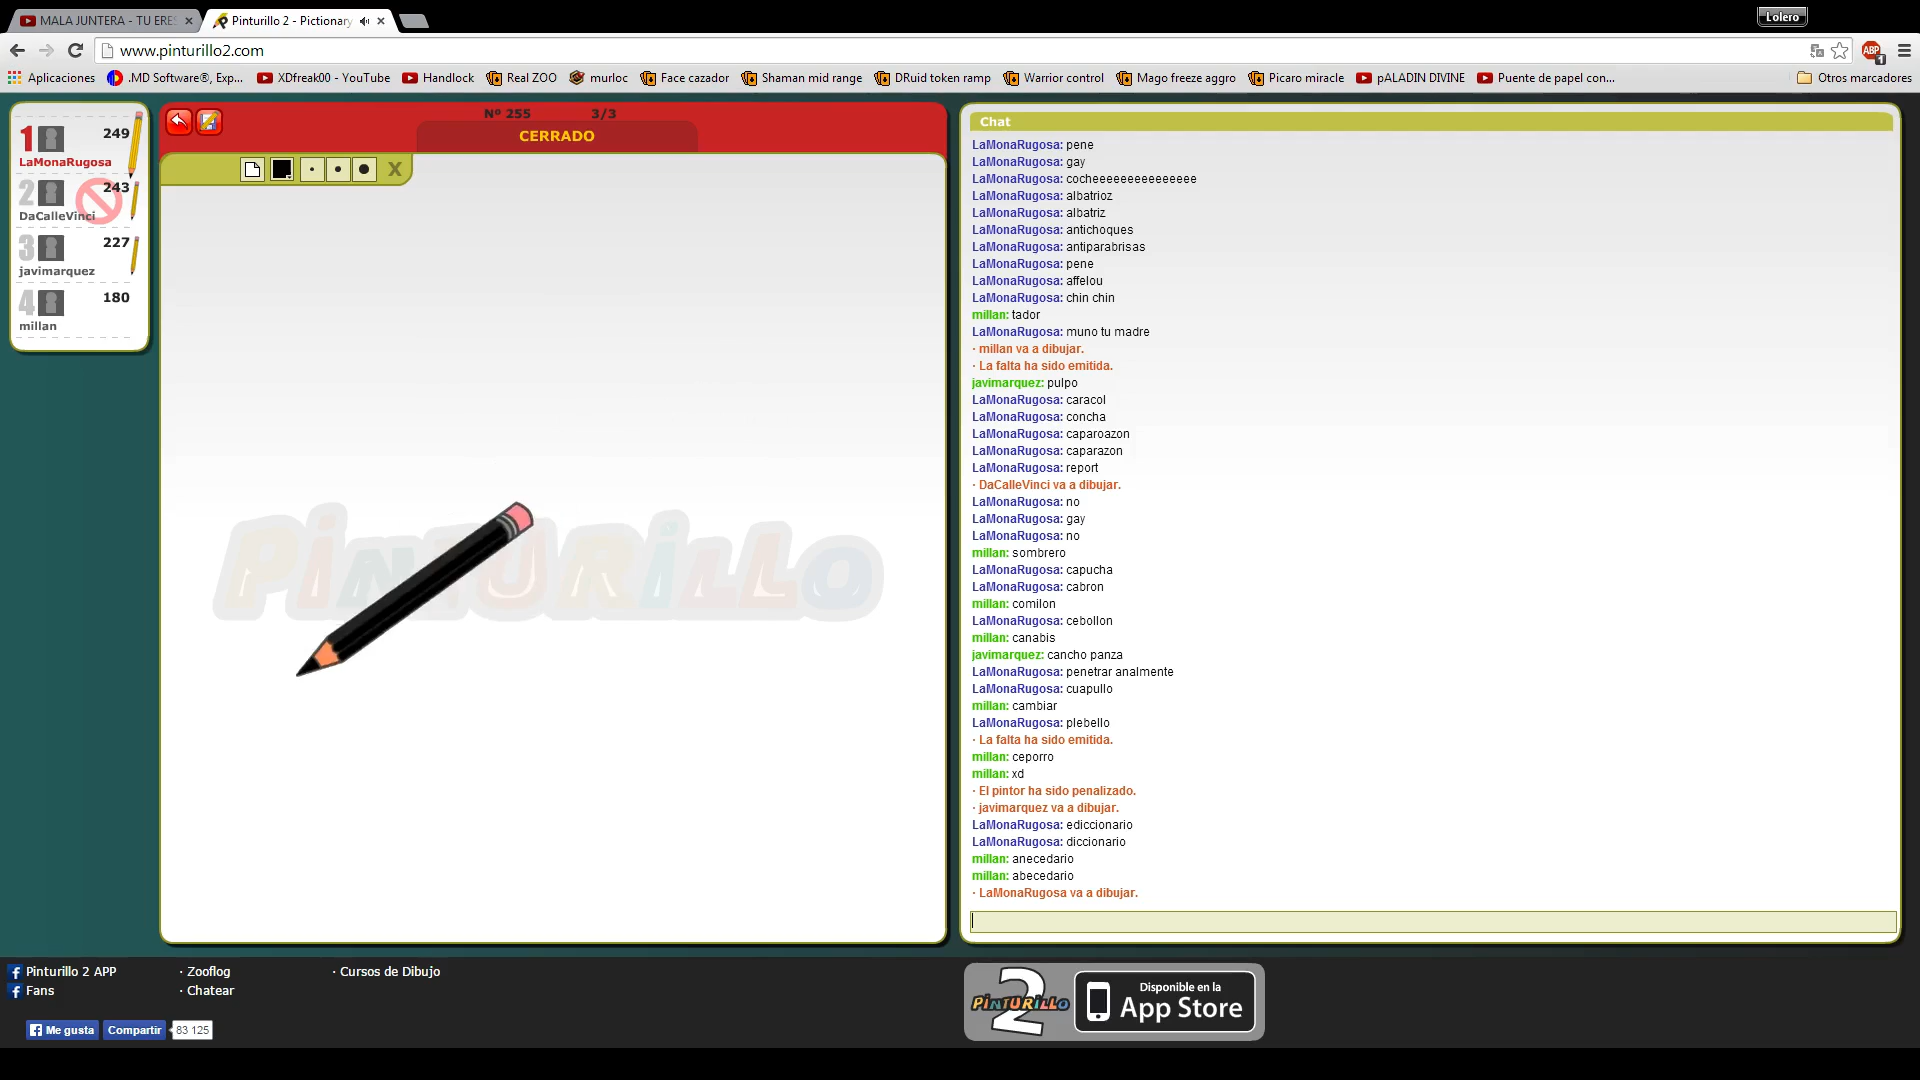 MALA JUNTERA - TU ERES
Pinturillo 2 - Pictionary
Lolero
www.pinturillo2.com
ABP
1
Aplicaciones
.MD Software®, Exp...
XDfreak00 - YouTube
Handlock
Real ZOO
murloc
Face cazador
Shaman mid range
DRuid token ramp
Warrior control
Mago freeze aggro
Picaro miracle
pALADIN DIVINE
Puente de papel con...
Otros marcadores
1 249
LaMonaRugosa
2 243
DaCalleVinci
3 227
javimarquez
4 180
millan
Nº 255 3/3
CERRADO
X
PINTURILLO
Chat
LaMonaRugosa: pene
LaMonaRugosa: gay
LaMonaRugosa: cocheeeeeeeeeeeeeee
LaMonaRugosa: albatrioz
LaMonaRugosa: albatriz
LaMonaRugosa: antichoques
LaMonaRugosa: antiparabrisas
LaMonaRugosa: pene
LaMonaRugosa: affelou
LaMonaRugosa: chin chin
millan: tador
LaMonaRugosa: muno tu madre
· millan va a dibujar.
· La falta ha sido emitida.
javimarquez: pulpo
LaMonaRugosa: caracol
LaMonaRugosa: concha
LaMonaRugosa: caparoazon
LaMonaRugosa: caparazon
LaMonaRugosa: report
· DaCalleVinci va a dibujar.
LaMonaRugosa: no
LaMonaRugosa: gay
LaMonaRugosa: no
millan: sombrero
LaMonaRugosa: capucha
LaMonaRugosa: cabron
millan: comilon
LaMonaRugosa: cebollon
millan: canabis
javimarquez: cancho panza
LaMonaRugosa: penetrar analmente
LaMonaRugosa: cuapullo
millan: cambiar
LaMonaRugosa: plebello
· La falta ha sido emitida.
millan: ceporro
millan: xd
· El pintor ha sido penalizado.
· javimarquez va a dibujar.
LaMonaRugosa: ediccionario
LaMonaRugosa: diccionario
millan: anecedario
millan: abecedario
· LaMonaRugosa va a dibujar.
Pinturillo 2 APP
Fans
· Zooflog
· Chatear
· Cursos de Dibujo
Me gusta
Compartir
83 125
PINTURILLO 2
Disponible en la
App Store